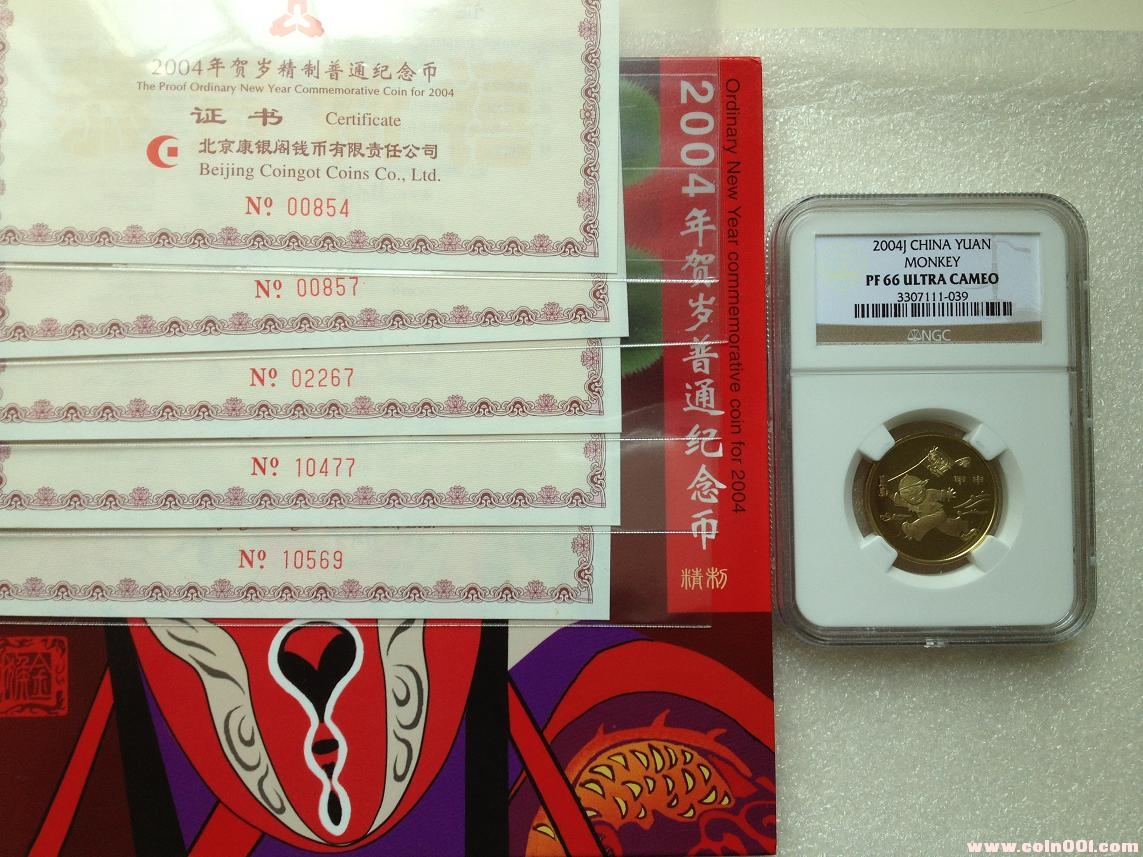 2004年贺岁精制普通纪念币
The Proof Ordinary New Year Commemorative Coin for 2004
证书 Certificate
北京康银阁钱币有限责任公司
Beijing Coingot Coins Co., Ltd.
Nº 00854
Nº 00857
Nº 02267
Nº 10477
Nº 10569
Ordinary New Year commemorative coin for 2004
2004年贺岁普通纪念币
精制
2004J CHINA YUAN
MONKEY
PF 66 ULTRA CAMEO
3307111-039
NGC
甲申
www.coin001.com